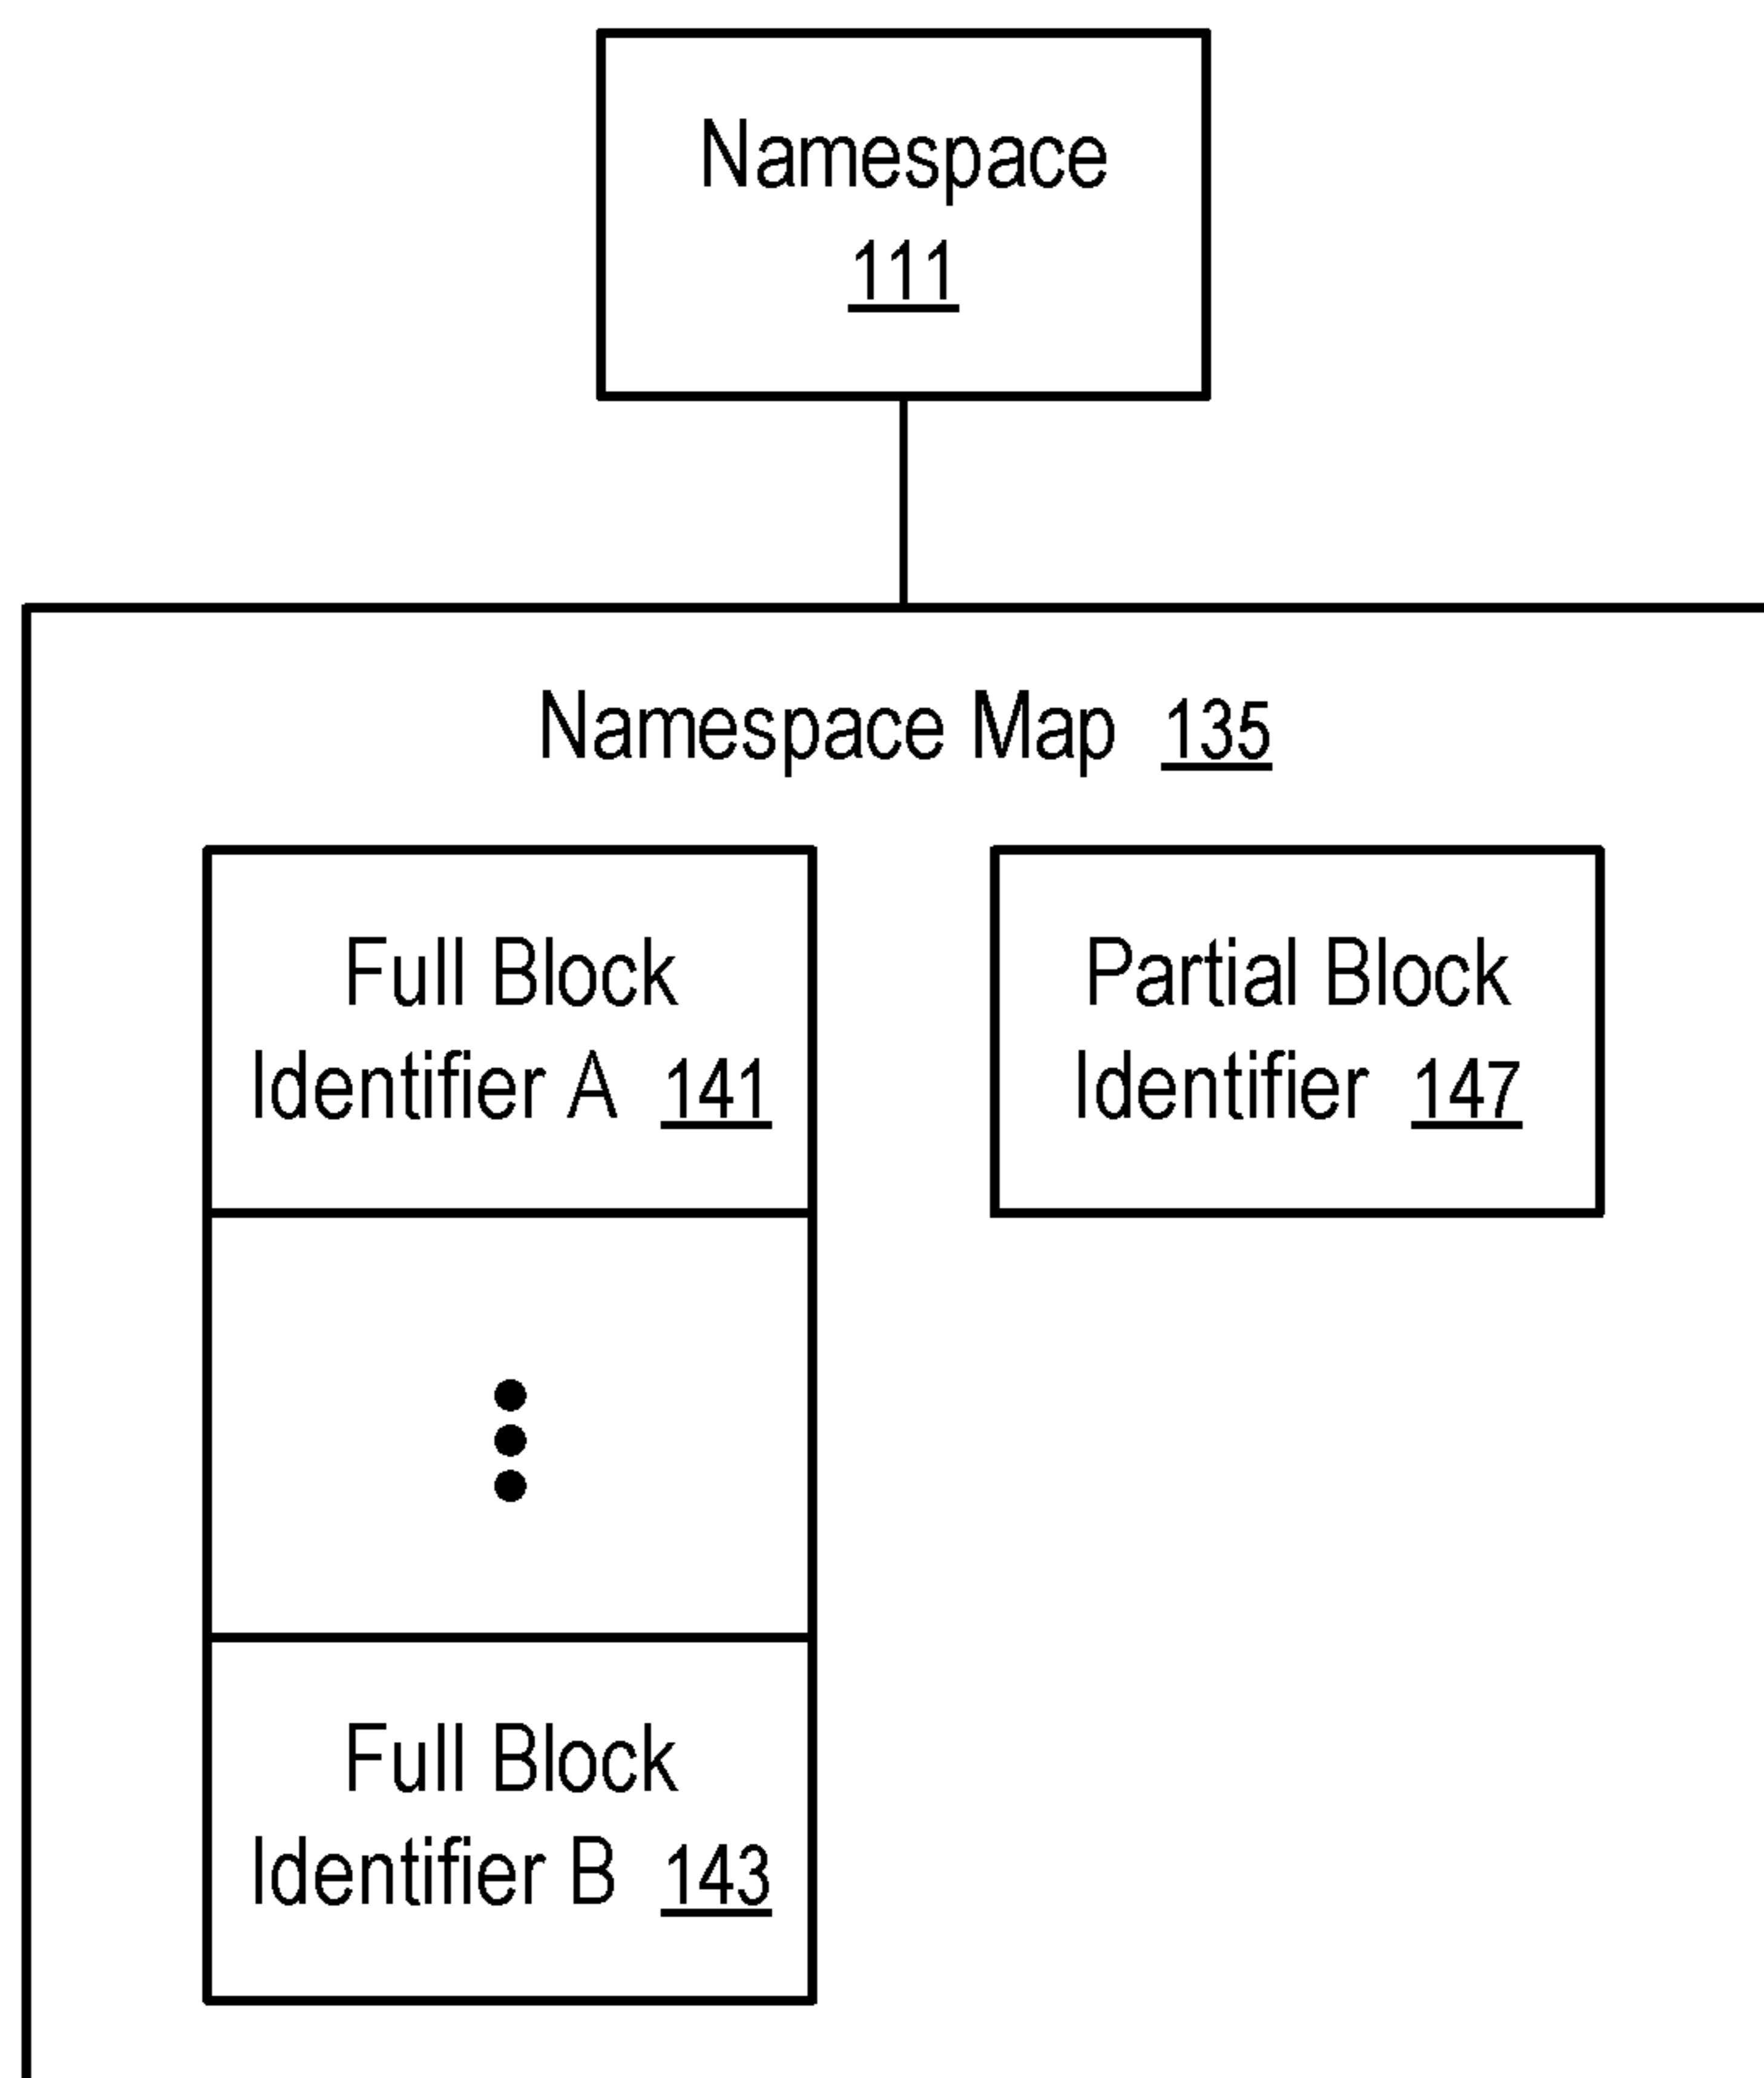 Namespace
111
Namespace Map 135
Full Block
Identifier A 141
Partial Block
Identifier 147
Full Block
Identifier B 143